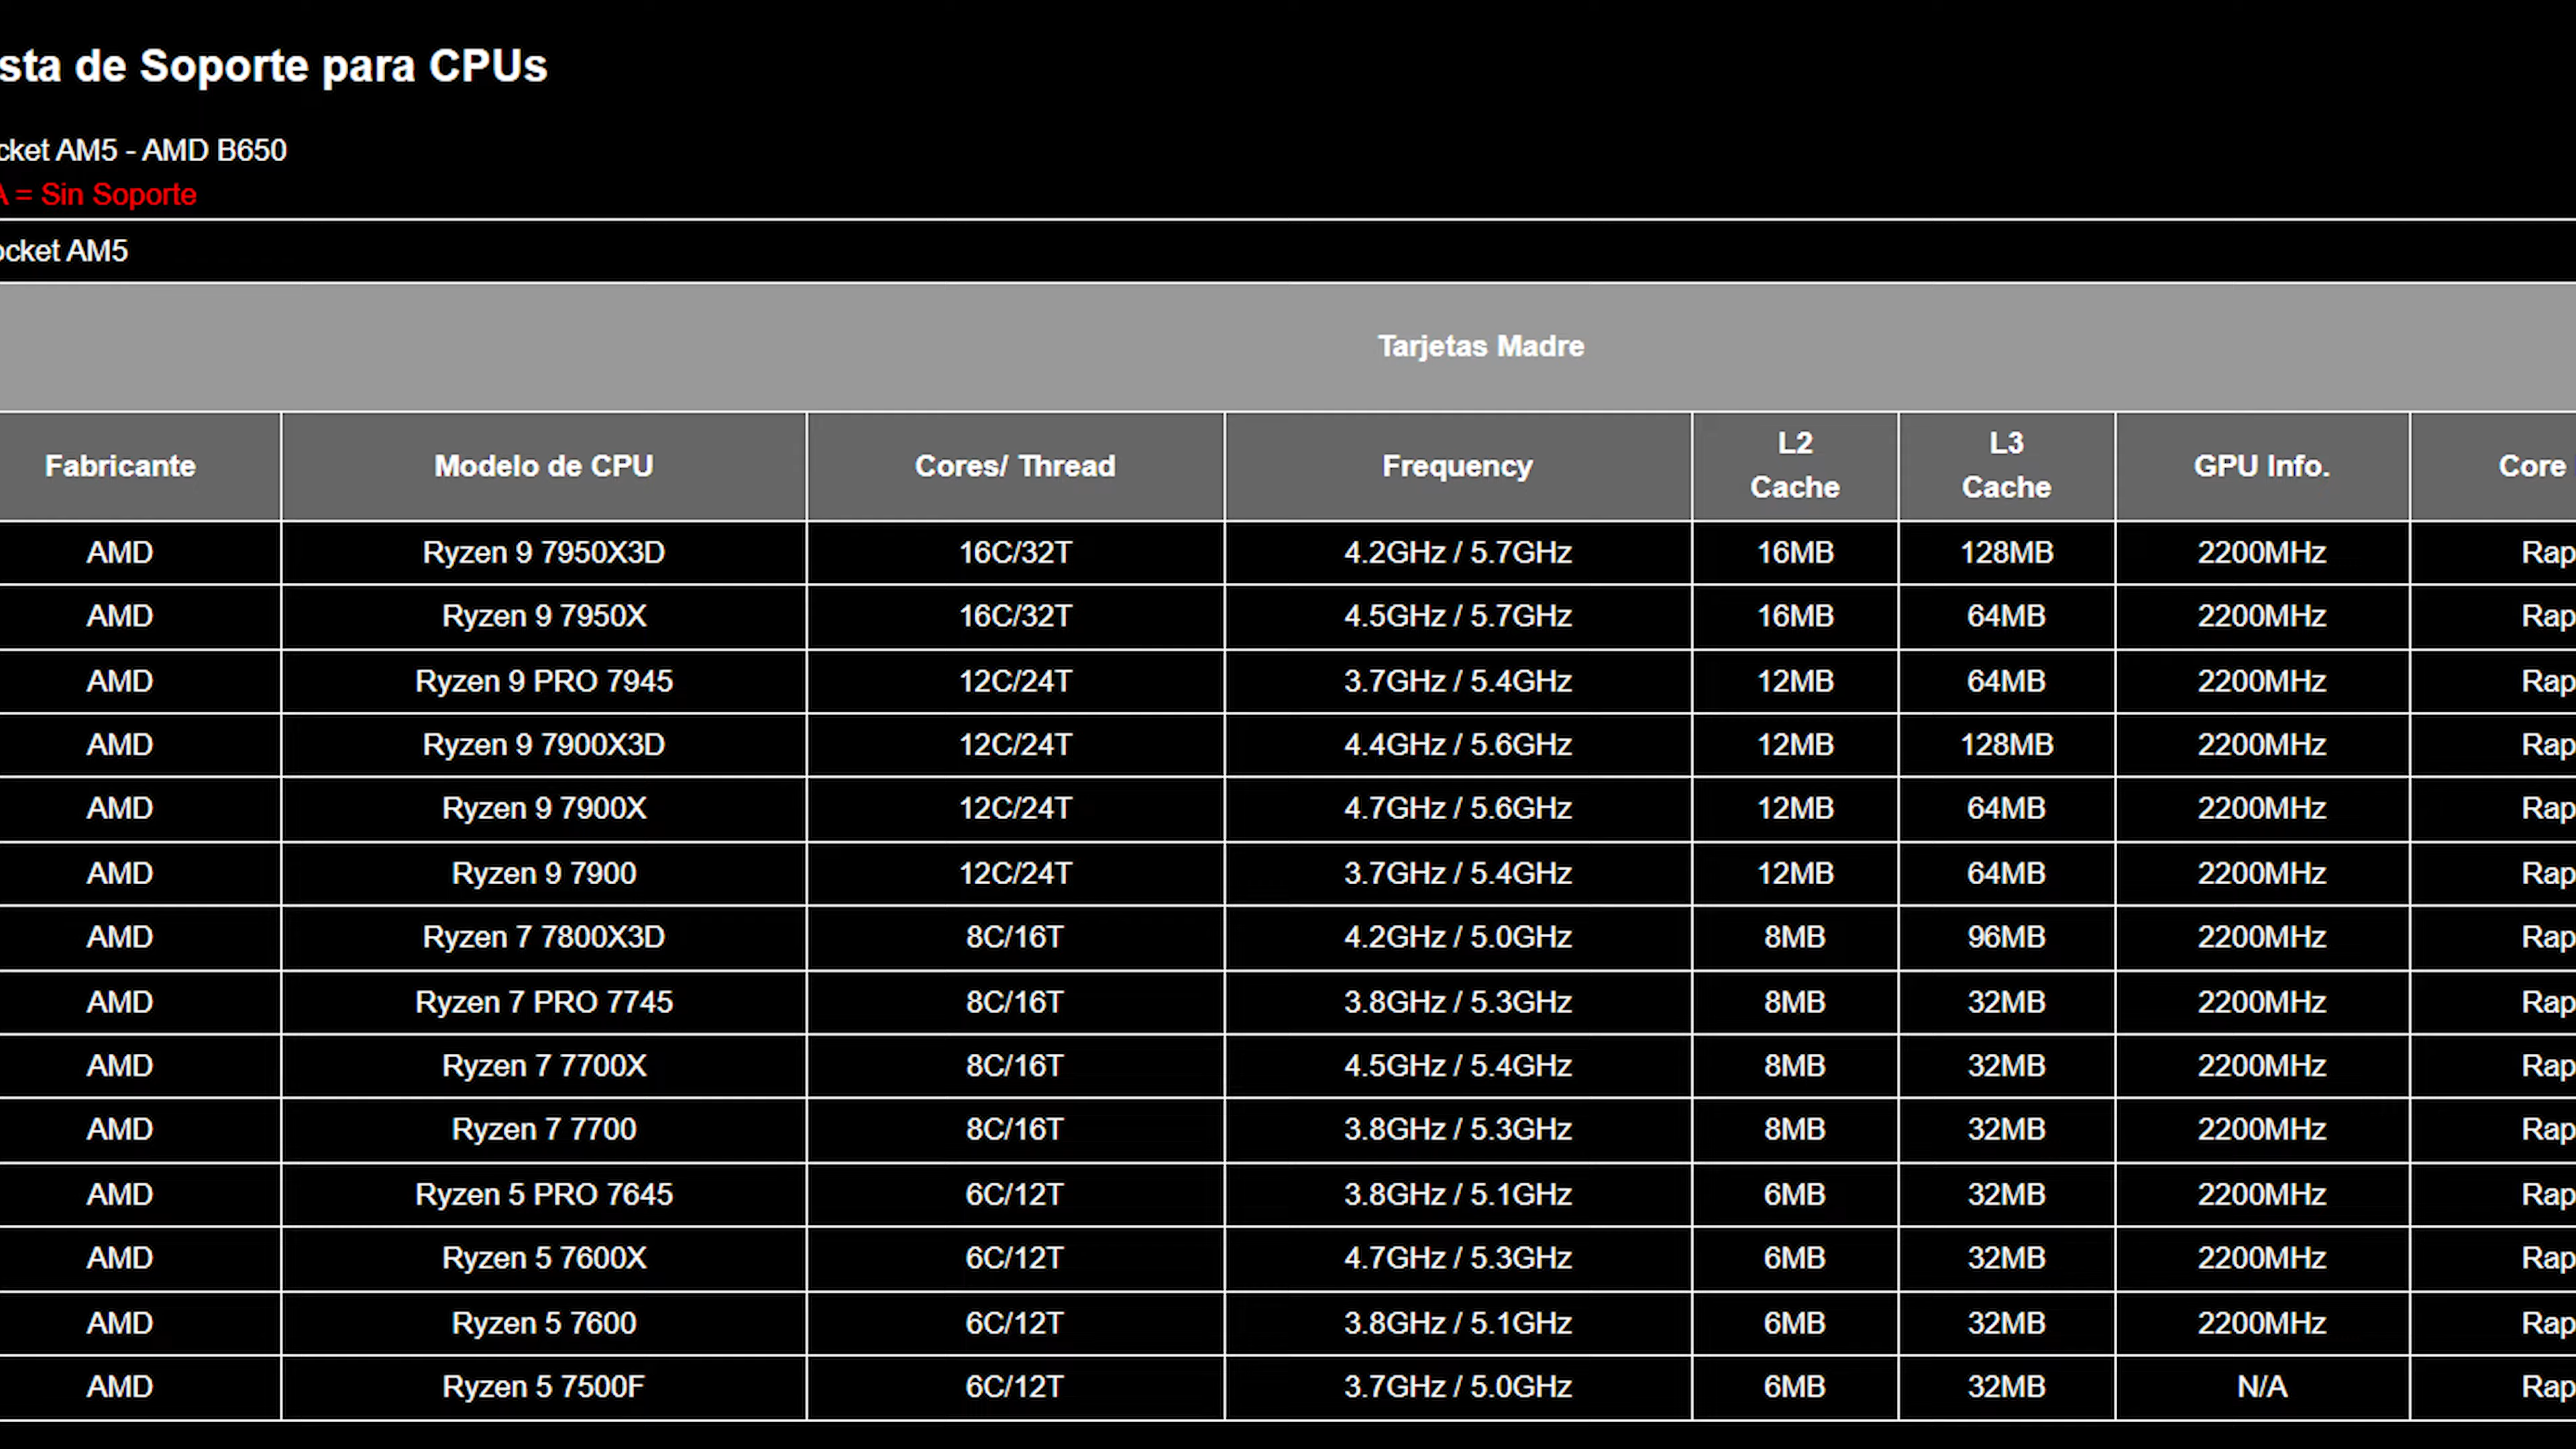 sta de Soporte para CPUs
cket AM5 - AMD B650
A = Sin Soporte
ocket AM5
Tarjetas Madre
Fabricante Modelo de CPU Cores/ Thread Frequency L2 Cache L3 Cache GPU Info. Core
AMD Ryzen 9 7950X3D 16C/32T 4.2GHz / 5.7GHz 16MB 128MB 2200MHz Rap
AMD Ryzen 9 7950X 16C/32T 4.5GHz / 5.7GHz 16MB 64MB 2200MHz Rap
AMD Ryzen 9 PRO 7945 12C/24T 3.7GHz / 5.4GHz 12MB 64MB 2200MHz Rap
AMD Ryzen 9 7900X3D 12C/24T 4.4GHz / 5.6GHz 12MB 128MB 2200MHz Rap
AMD Ryzen 9 7900X 12C/24T 4.7GHz / 5.6GHz 12MB 64MB 2200MHz Rap
AMD Ryzen 9 7900 12C/24T 3.7GHz / 5.4GHz 12MB 64MB 2200MHz Rap
AMD Ryzen 7 7800X3D 8C/16T 4.2GHz / 5.0GHz 8MB 96MB 2200MHz Rap
AMD Ryzen 7 PRO 7745 8C/16T 3.8GHz / 5.3GHz 8MB 32MB 2200MHz Rap
AMD Ryzen 7 7700X 8C/16T 4.5GHz / 5.4GHz 8MB 32MB 2200MHz Rap
AMD Ryzen 7 7700 8C/16T 3.8GHz / 5.3GHz 8MB 32MB 2200MHz Rap
AMD Ryzen 5 PRO 7645 6C/12T 3.8GHz / 5.1GHz 6MB 32MB 2200MHz Rap
AMD Ryzen 5 7600X 6C/12T 4.7GHz / 5.3GHz 6MB 32MB 2200MHz Rap
AMD Ryzen 5 7600 6C/12T 3.8GHz / 5.1GHz 6MB 32MB 2200MHz Rap
AMD Ryzen 5 7500F 6C/12T 3.7GHz / 5.0GHz 6MB 32MB N/A Rap